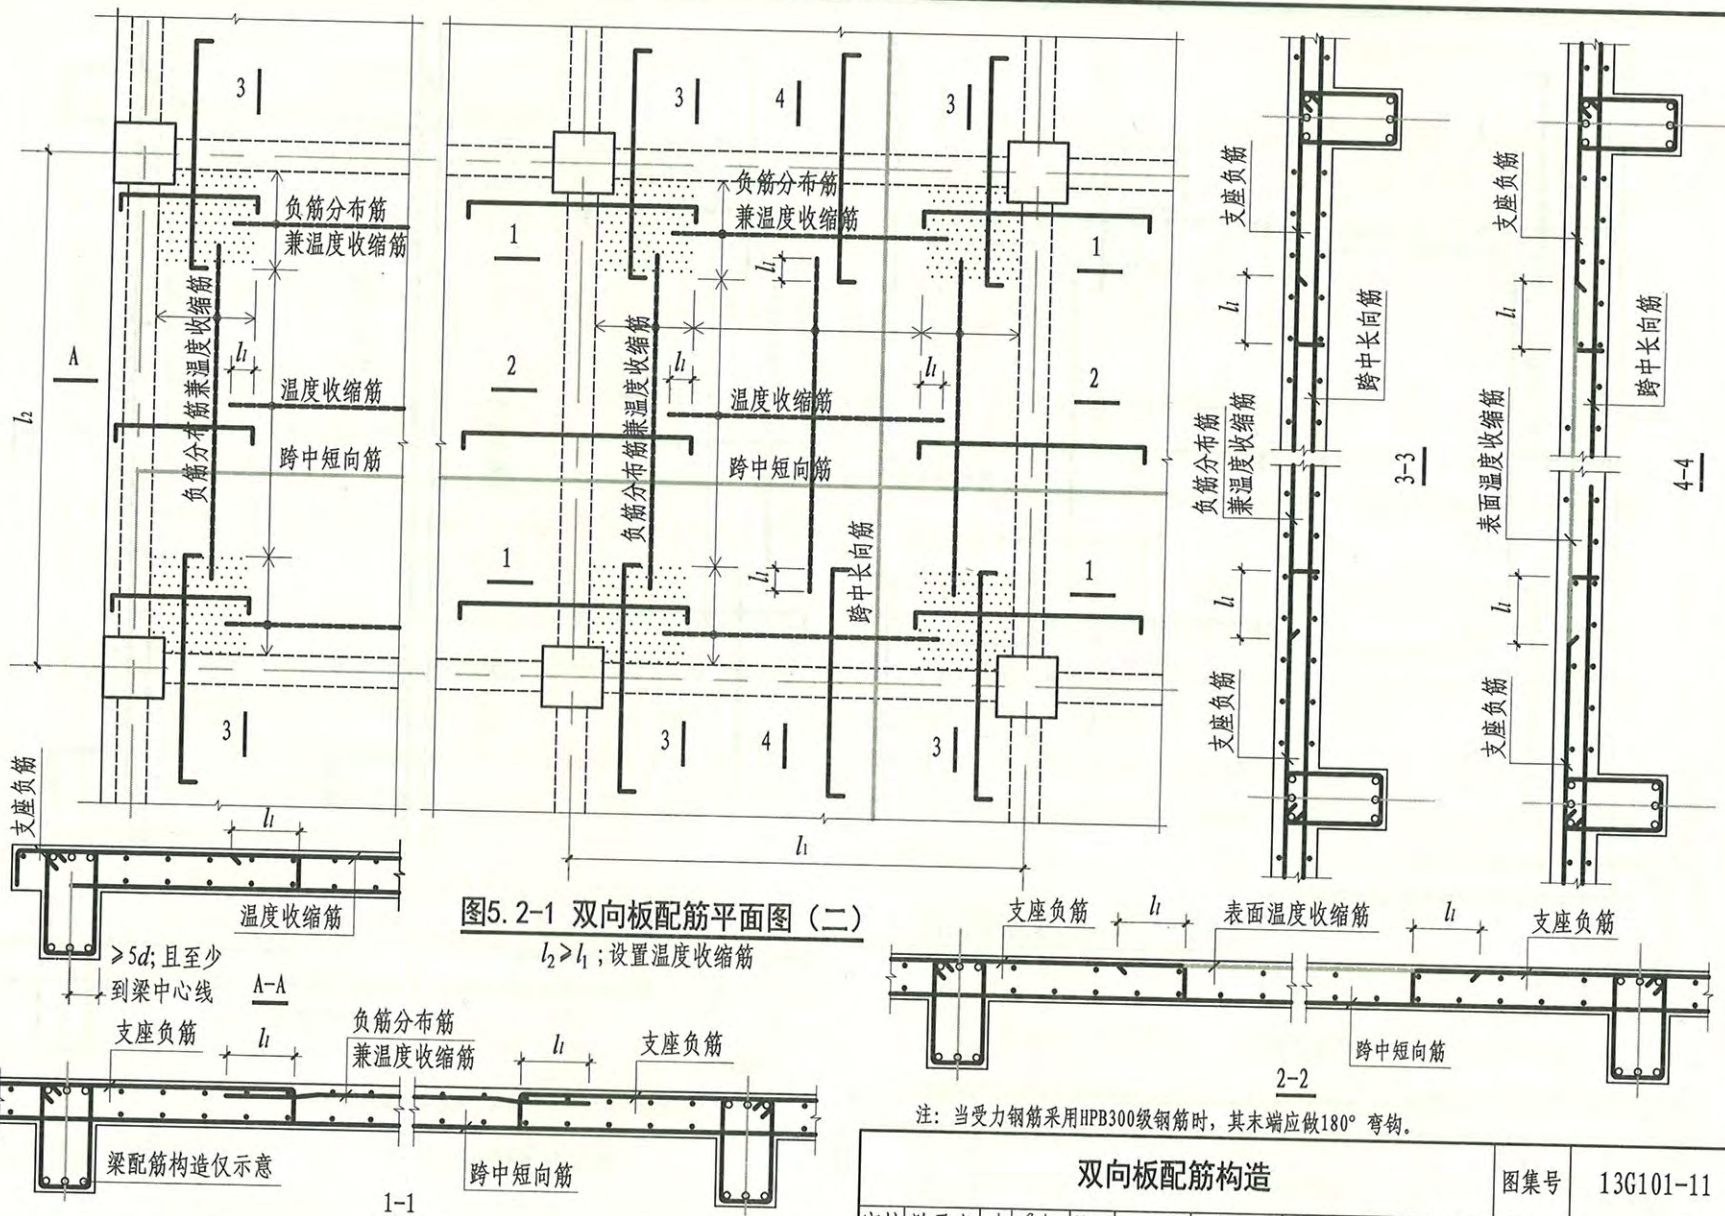 3
3
4
3
负筋分布筋
兼温度收缩筋
负筋分布筋
兼温度收缩筋
1
1
A
l2
负筋分布筋兼温度收缩筋
ll
温度收缩筋
跨中短向筋
2
负筋分布筋兼温度收缩筋
ll
ll
ll
温度收缩筋
跨中短向筋
2
1
ll
跨中长向筋
1
3
3
4
3
l1
支座负筋
ll
跨中长向筋
负筋分布筋
兼温度收缩筋
ll
支座负筋
3-3
支座负筋
ll
跨中长向筋
表面温度收缩筋
ll
支座负筋
4-4
支座负筋
ll
温度收缩筋
≥5d;且至少
到梁中心线
A-A
图5.2-1 双向板配筋平面图（二）
l2≥l1；设置温度收缩筋
支座负筋
ll
表面温度收缩筋
ll
支座负筋
跨中短向筋
2-2
支座负筋
ll
负筋分布筋
兼温度收缩筋
ll
支座负筋
梁配筋构造仅示意
跨中短向筋
1-1
注：当受力钢筋采用HPB300级钢筋时，其末端应做180°弯钩。
双向板配筋构造
图集号
13G101-11